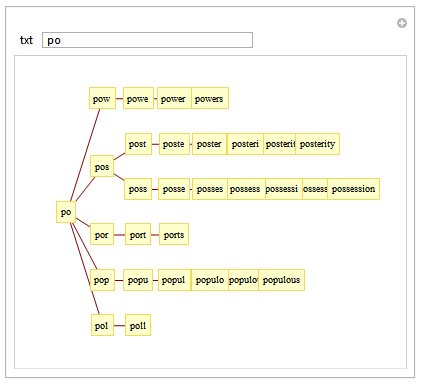 txt po
pow powe power powers
post poste poster posteri posterit posterity
pos
poss posse posses possess possessi ossess possession
po
por port ports
pop popu popul populo populo populous
pol poll